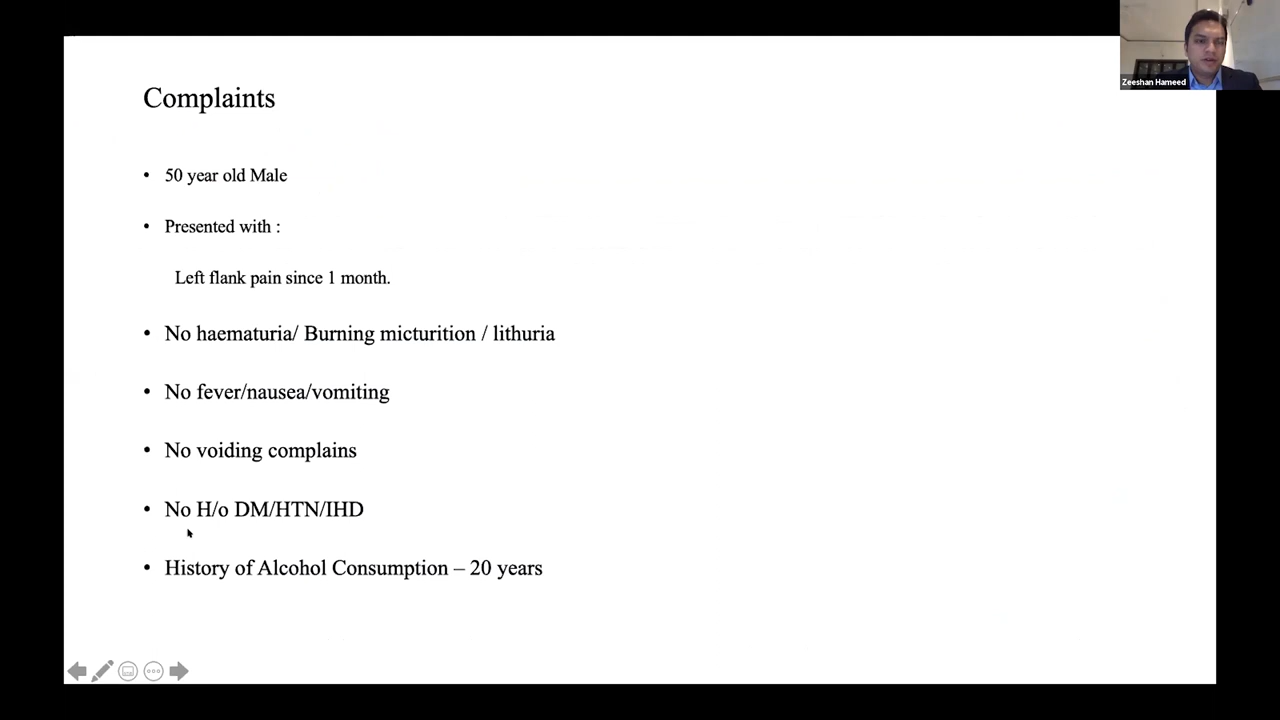 Zeeshan Hameed
Complaints
• 50 year old Male
• Presented with :
Left flank pain since 1 month.
• No haematuria/ Burning micturition / lithuria
• No fever/nausea/vomiting
• No voiding complains
• No H/o DM/HTN/IHD
• History of Alcohol Consumption – 20 years